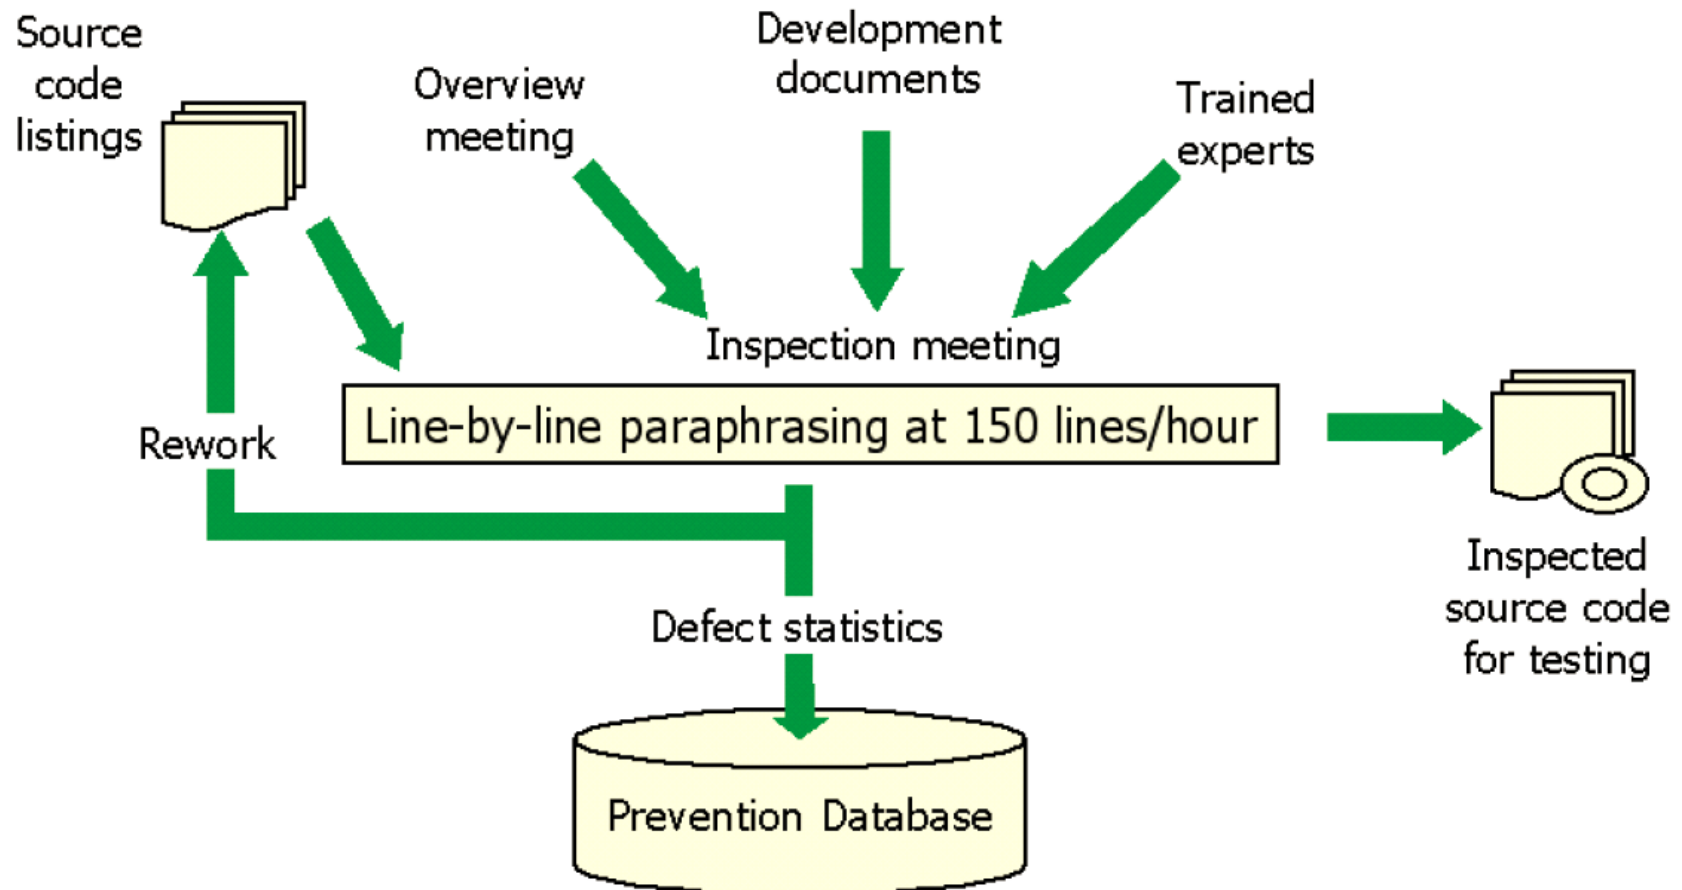 Source
code
listings
Overview
meeting
Development
documents
Trained
experts
Inspection meeting
Line-by-line paraphrasing at 150 lines/hour
Rework
Inspected
source code
for testing
Defect statistics
Prevention Database